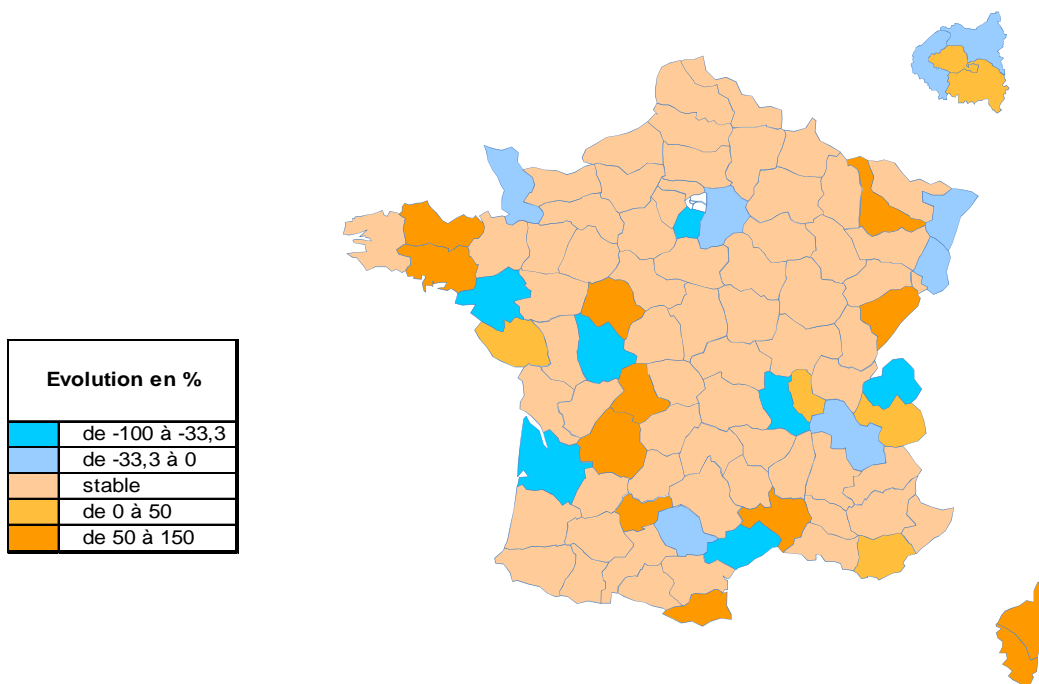 Evolution en %
de -100 à -33,3
de -33,3 à 0
stable
de 0 à 50
de 50 à 150